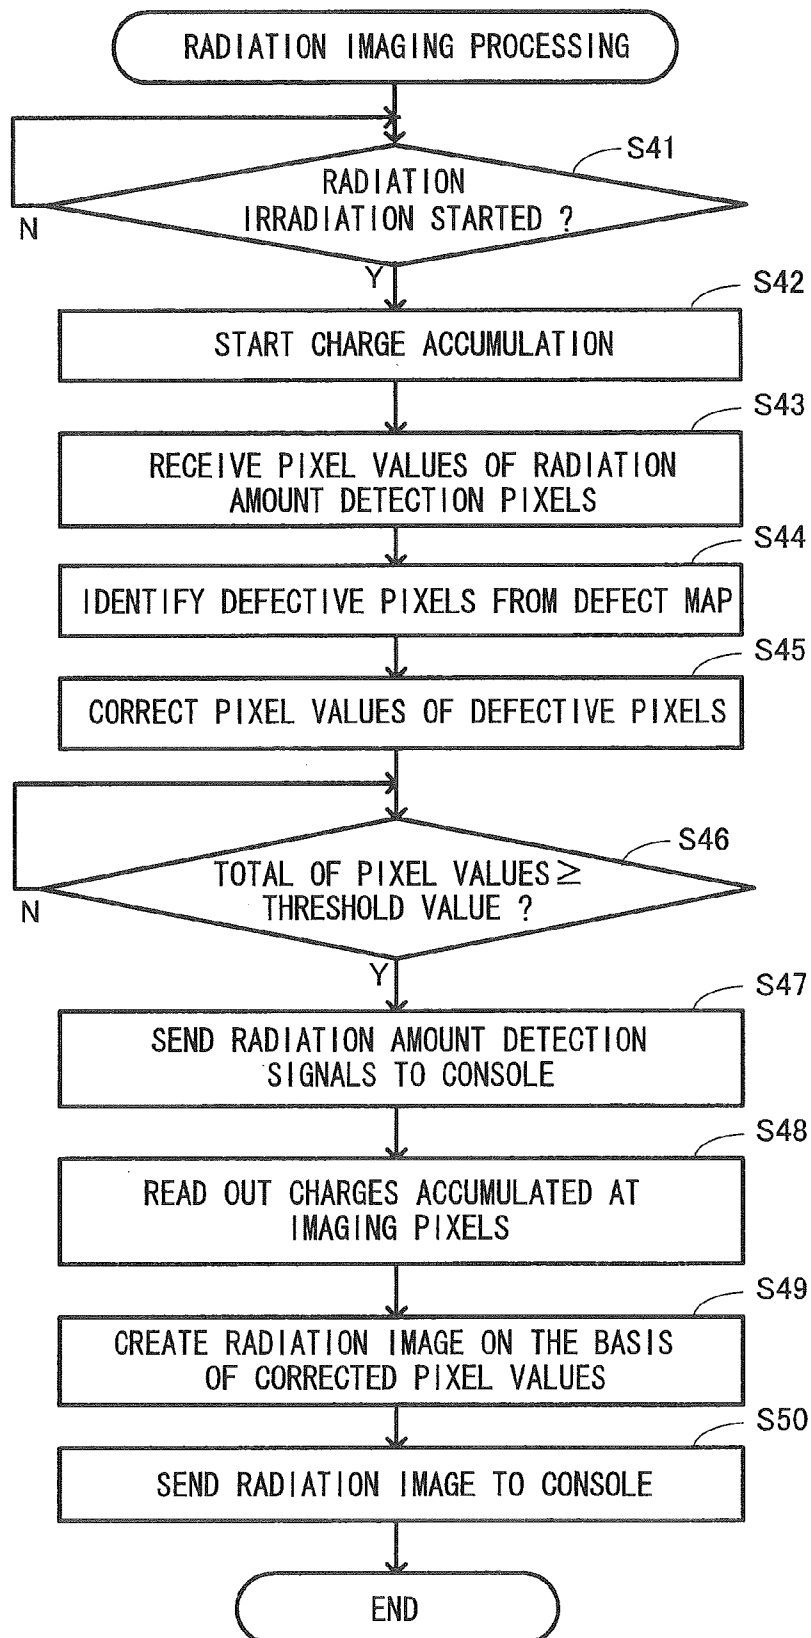 RADIATION IMAGING PROCESSING
S41
RADIATION
IRRADIATION STARTED ?
N
Y
S42
START CHARGE ACCUMULATION
S43
RECEIVE PIXEL VALUES OF RADIATION
AMOUNT DETECTION PIXELS
S44
IDENTIFY DEFECTIVE PIXELS FROM DEFECT MAP
S45
CORRECT PIXEL VALUES OF DEFECTIVE PIXELS
S46
TOTAL OF PIXEL VALUES ≥
THRESHOLD VALUE ?
N
Y
S47
SEND RADIATION AMOUNT DETECTION
SIGNALS TO CONSOLE
S48
READ OUT CHARGES ACCUMULATED AT
IMAGING PIXELS
S49
CREATE RADIATION IMAGE ON THE BASIS
OF CORRECTED PIXEL VALUES
S50
SEND RADIATION IMAGE TO CONSOLE
END